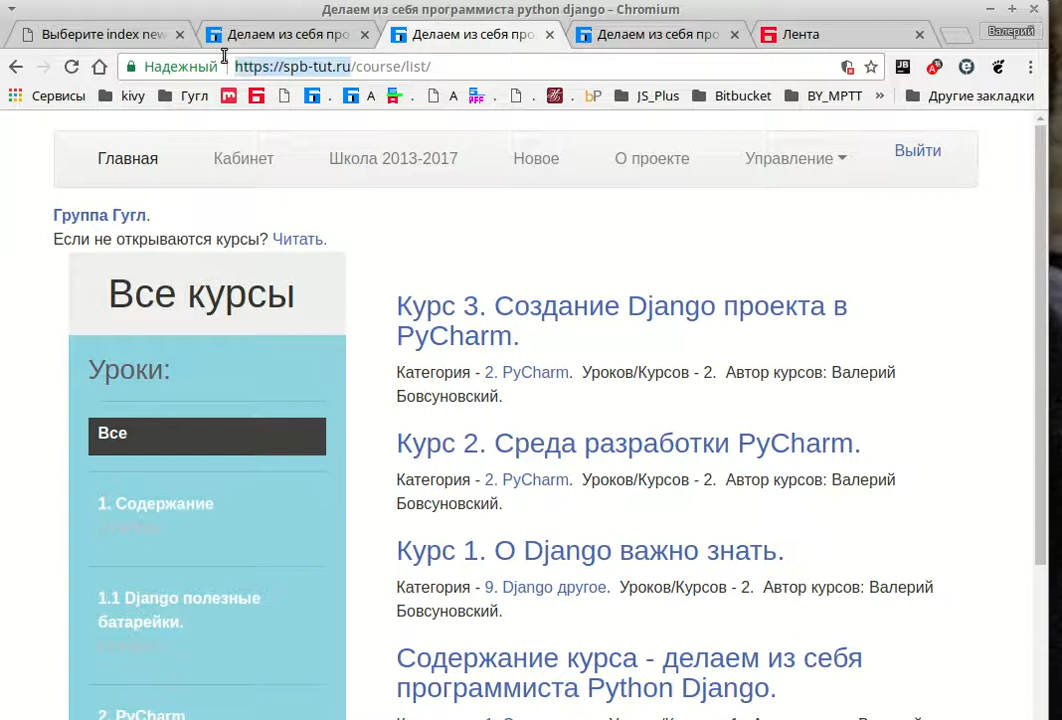 Делаем из себя программиста python django – Chromium
Выберите index new
Делаем из себя про
Делаем из себя про
Делаем из себя про
Лента
Валерий
Надежный
https://spb-tut.ru/course/list/
Сервисы
kivy
Гугл
.
A
.
A
.
.
.
JS_Plus
Bitbucket
BY_MPTT
»
Другие закладки
Главная
Кабинет
Школа 2013-2017
Новое
О проекте
Управление
Выйти
Группа Гугл.
Если не открываются курсы? Читать.
Все курсы
Уроки:
Все
1. Содержание
1.1 Django полезные
батарейки.
2. PyCharm
Курс 3. Создание Django проекта в
PyCharm.
Категория - 2. PyCharm. Уроков/Курсов - 2. Автор курсов: Валерий
Бовсуновский.
Курс 2. Среда разработки PyCharm.
Категория - 2. PyCharm. Уроков/Курсов - 2. Автор курсов: Валерий
Бовсуновский.
Курс 1. О Django важно знать.
Категория - 9. Django другое. Уроков/Курсов - 2. Автор курсов: Валерий
Бовсуновский.
Содержание курса - делаем из себя
программиста Python Django.